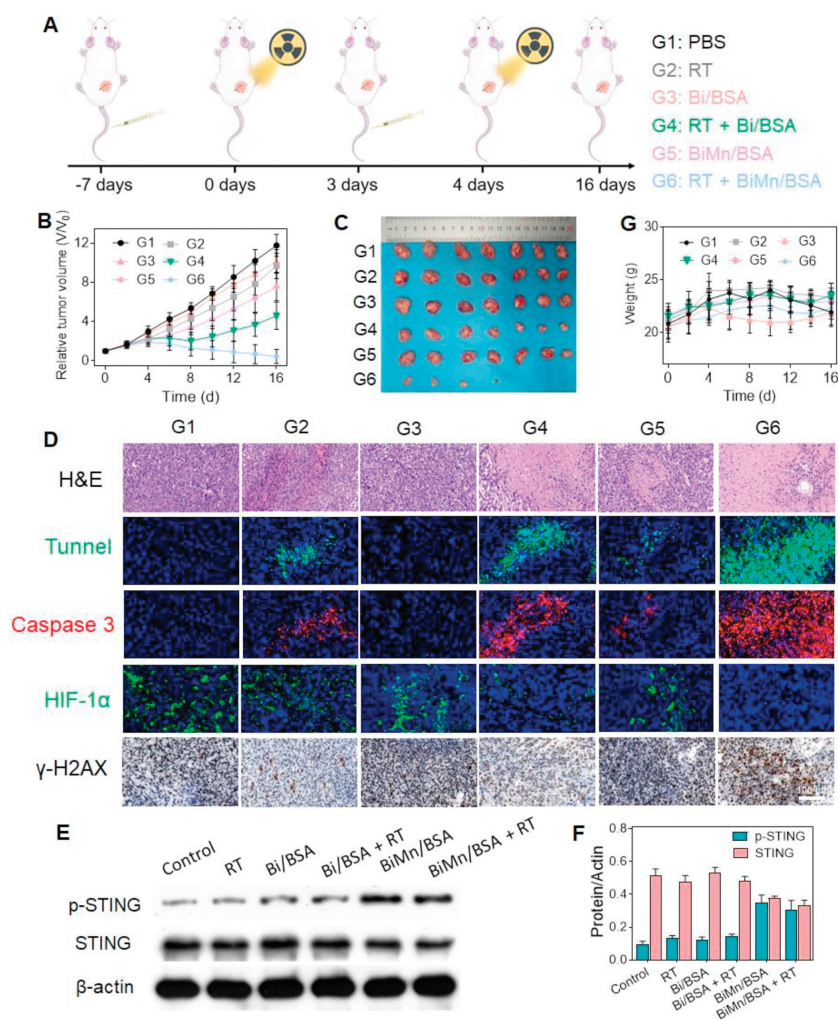 A
G1: PBS
G2: RT
G3: Bi/BSA
G4: RT + Bi/BSA
G5: BiMn/BSA
G6: RT + BiMn/BSA
-7 days
0 days
3 days
4 days
16 days
B
Relative tumor volume (V/V₀)
12
8
4
0
G1
G2
G3
G4
G5
G6
0
4
8
12
16
Time (d)
C
G1
G2
G3
G4
G5
G6
G
Weight (g)
30
25
20
G1
G2
G3
G4
G5
G6
0
4
8
12
16
Time (d)
D
G1
G2
G3
G4
G5
G6
H&E
Tunnel
Caspase 3
HIF-1α
γ-H2AX
E
Control
RT
Bi/BSA
Bi/BSA + RT
BiMn/BSA
BiMn/BSA + RT
p-STING
STING
β-actin
F
Protein/Actin
0.8
0.6
0.4
0.2
0.0
p-STING
STING
Control
RT
Bi/BSA
Bi/BSA + RT
BiMn/BSA
BiMn/BSA + RT